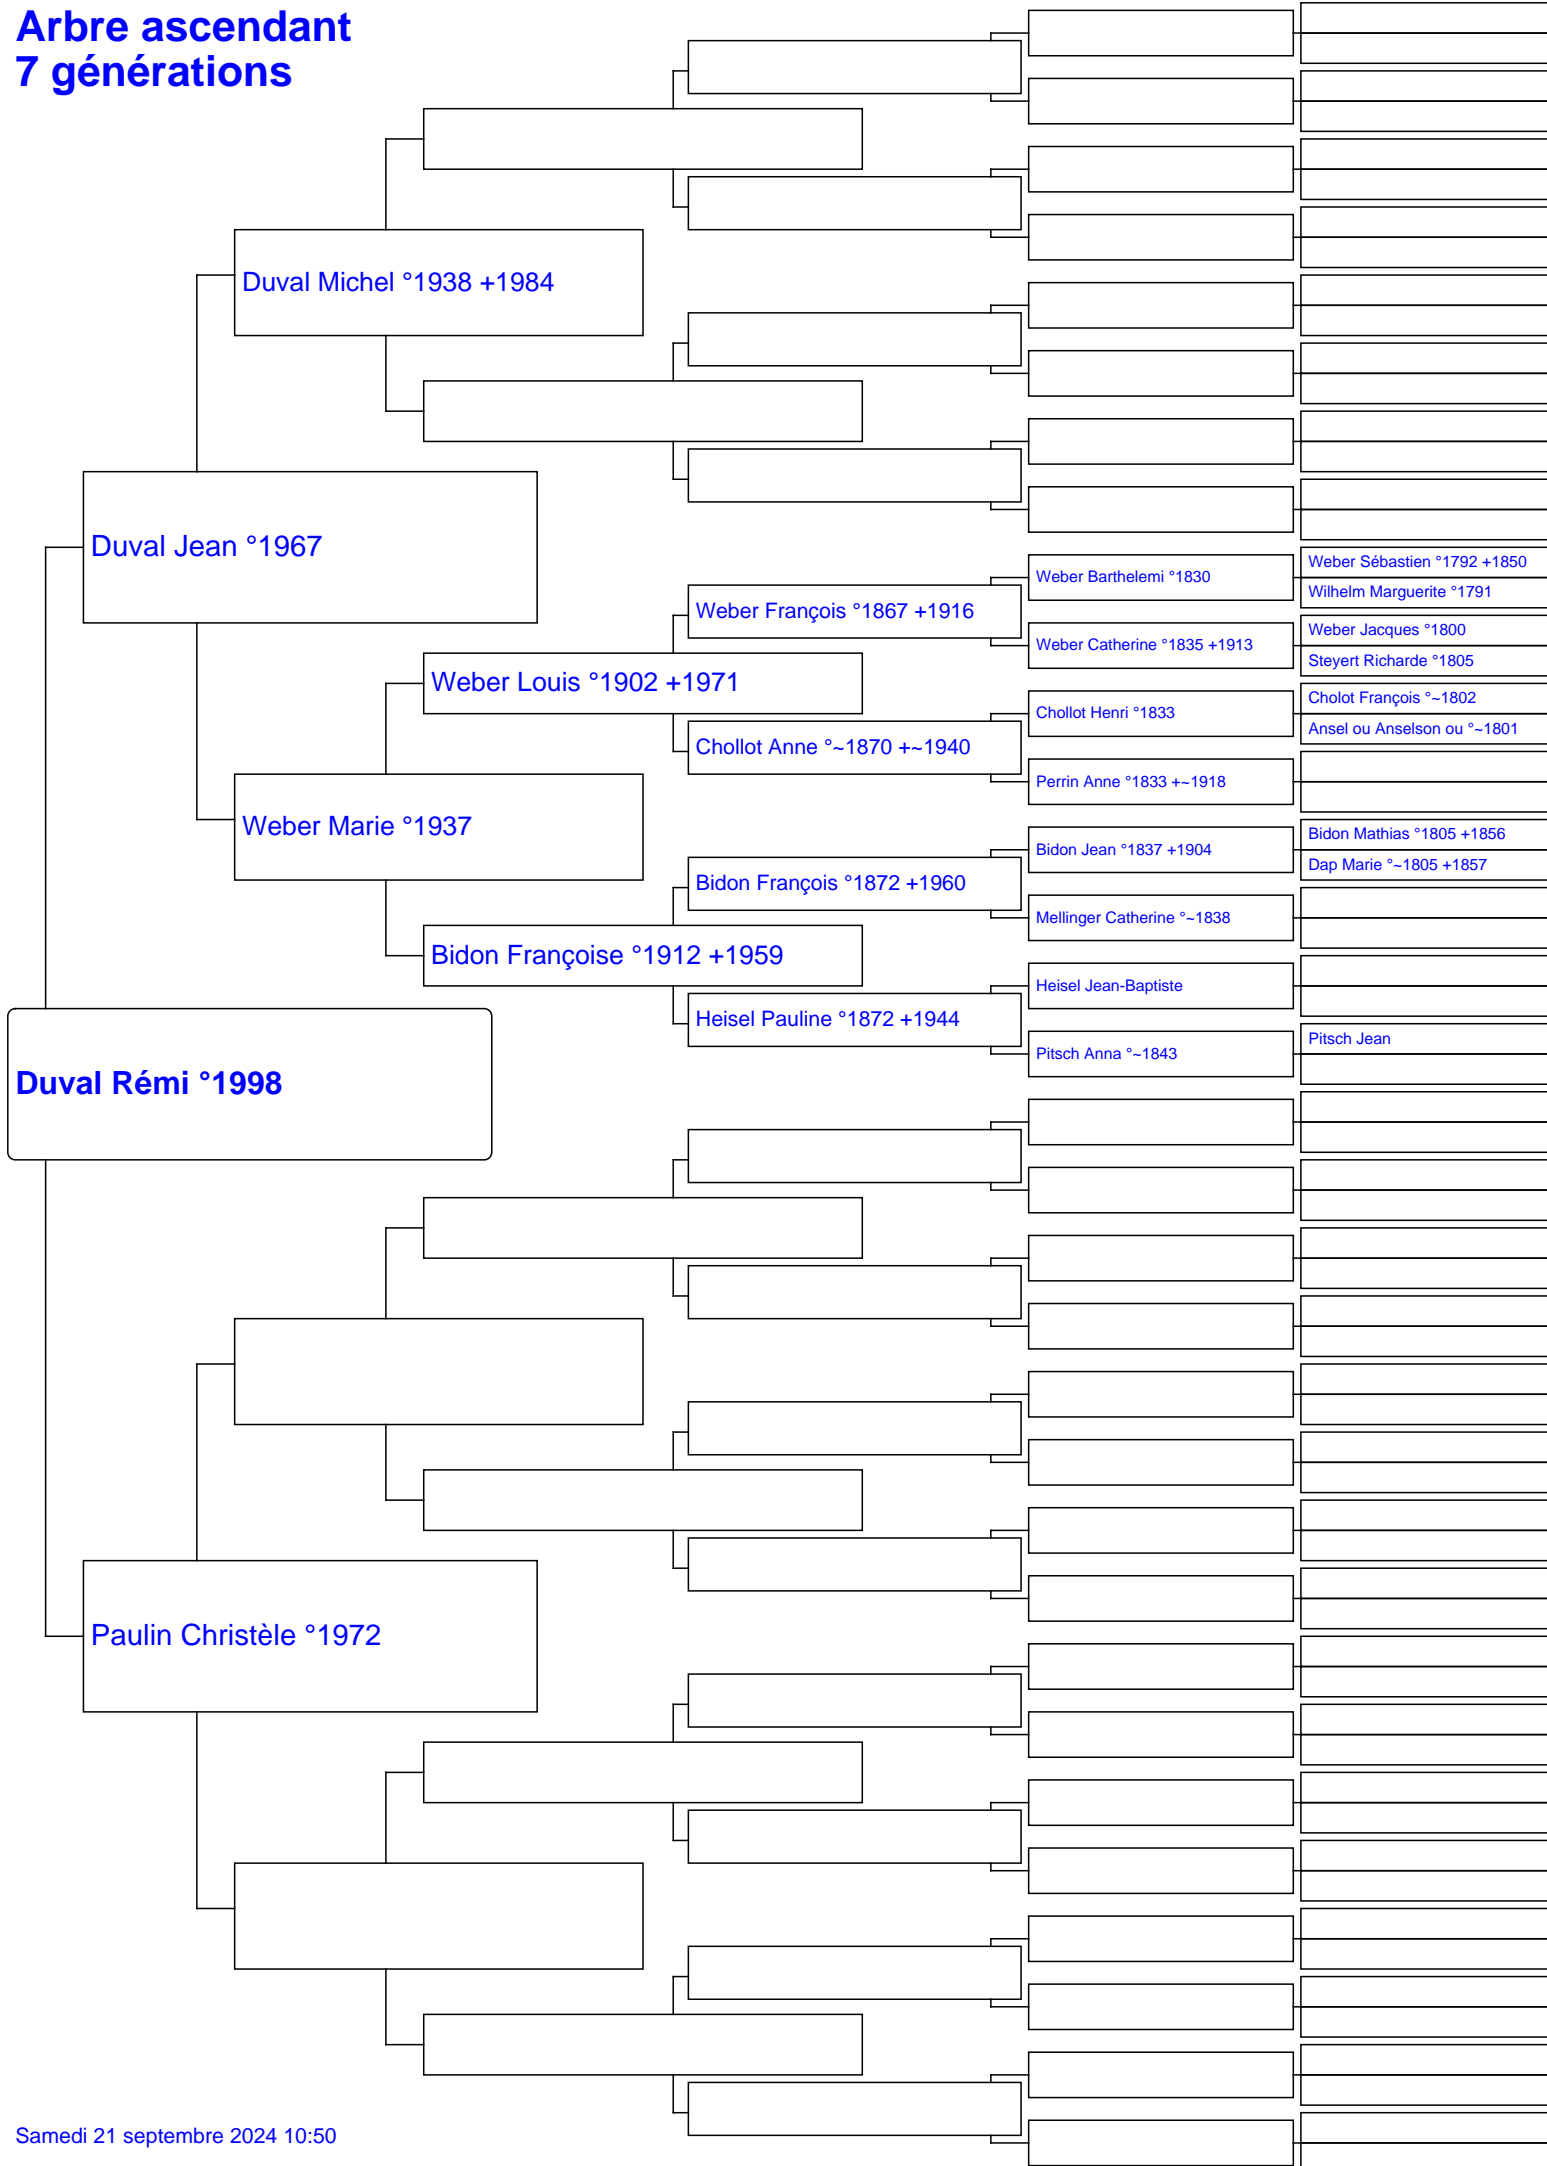 Arbre ascendant
7 générations
Duval Michel °1938 +1984
Duval Jean °1967
Weber Barthelemi °1830
Weber Sébastien °1792 +1850
Wilhelm Marguerite °1791
Weber François °1867 +1916
Weber Catherine °1835 +1913
Weber Jacques °1800
Steyert Richarde °1805
Weber Louis °1902 +1971
Chollot Henri °1833
Cholot François °~1802
Ansel ou Anselson ou °~1801
Chollot Anne °~1870 +~1940
Perrin Anne °1833 +~1918
Weber Marie °1937
Bidon Jean °1837 +1904
Bidon Mathias °1805 +1856
Dap Marie °~1805 +1857
Bidon François °1872 +1960
Mellinger Catherine °~1838
Bidon Françoise °1912 +1959
Heisel Jean-Baptiste
Heisel Pauline °1872 +1944
Pitsch Anna °~1843
Pitsch Jean
Duval Rémi °1998
Paulin Christèle °1972
Samedi 21 septembre 2024 10:50